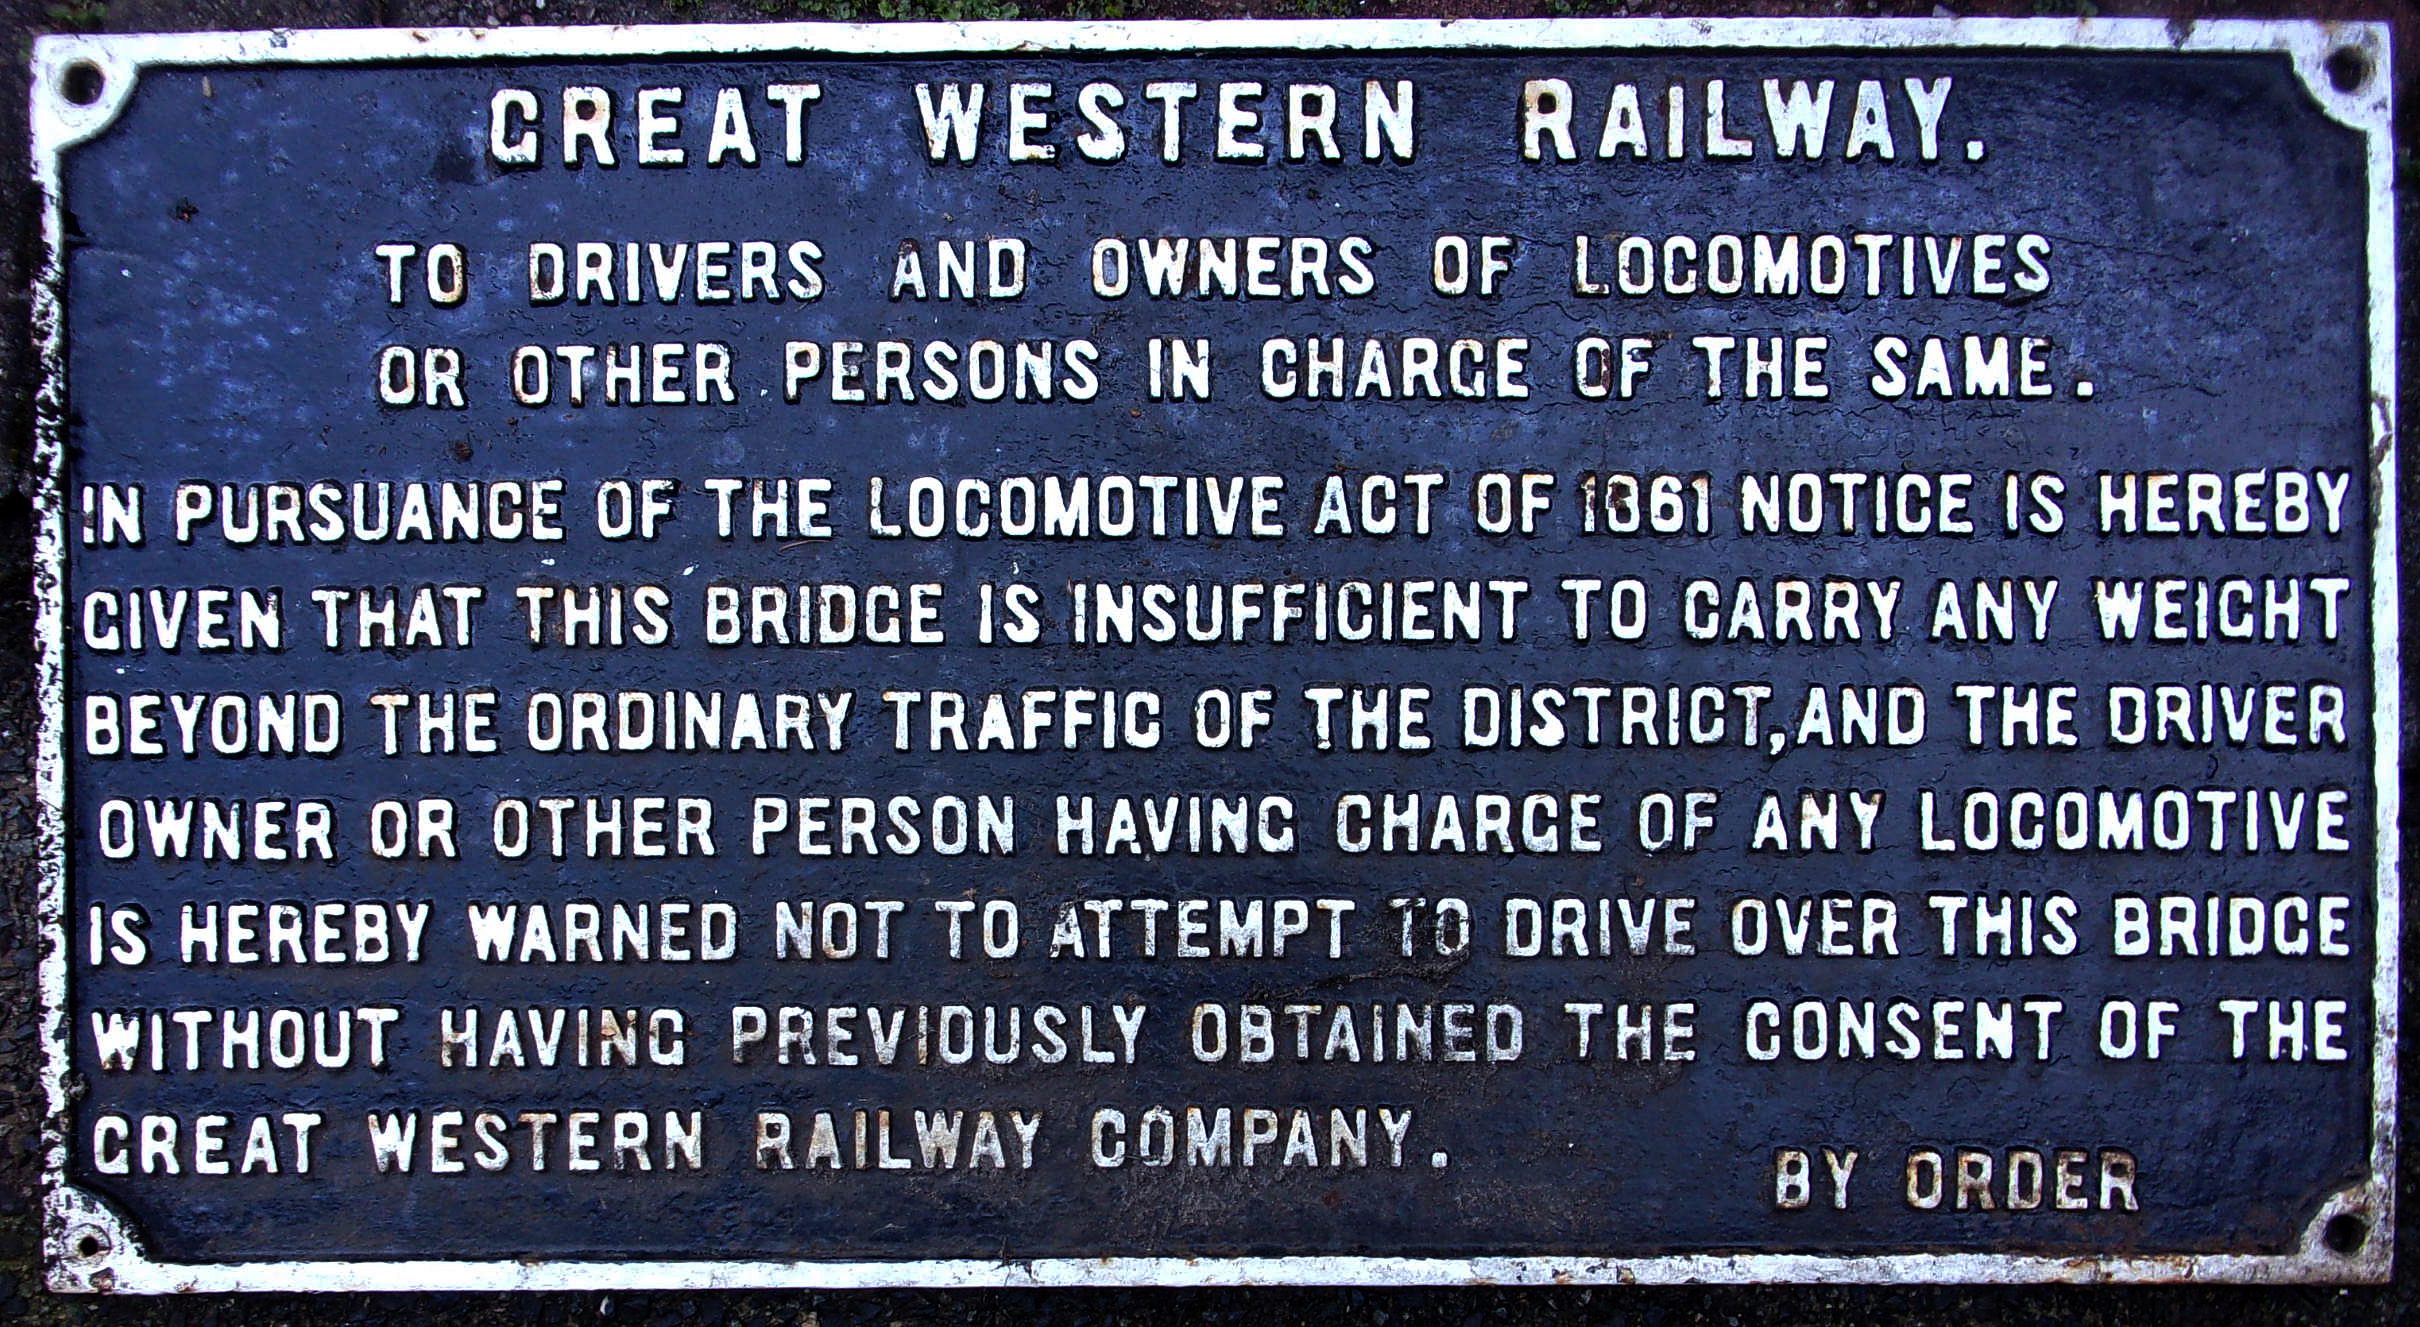 GREAT WESTERN RAILWAY.
TO DRIVERS AND OWNERS OF LOCOMOTIVES
OR OTHER PERSONS IN CHARGE OF THE SAME.
IN PURSUANCE OF THE LOCOMOTIVE ACT OF 1861 NOTICE IS HEREBY
GIVEN THAT THIS BRIDGE IS INSUFFICIENT TO CARRY ANY WEIGHT
BEYOND THE ORDINARY TRAFFIC OF THE DISTRICT, AND THE DRIVER
OWNER OR OTHER PERSON HAVING CHARGE OF ANY LOCOMOTIVE
IS HEREBY WARNED NOT TO ATTEMPT TO DRIVE OVER THIS BRIDGE
WITHOUT HAVING PREVIOUSLY OBTAINED THE CONSENT OF THE
GREAT WESTERN RAILWAY COMPANY.
BY ORDER